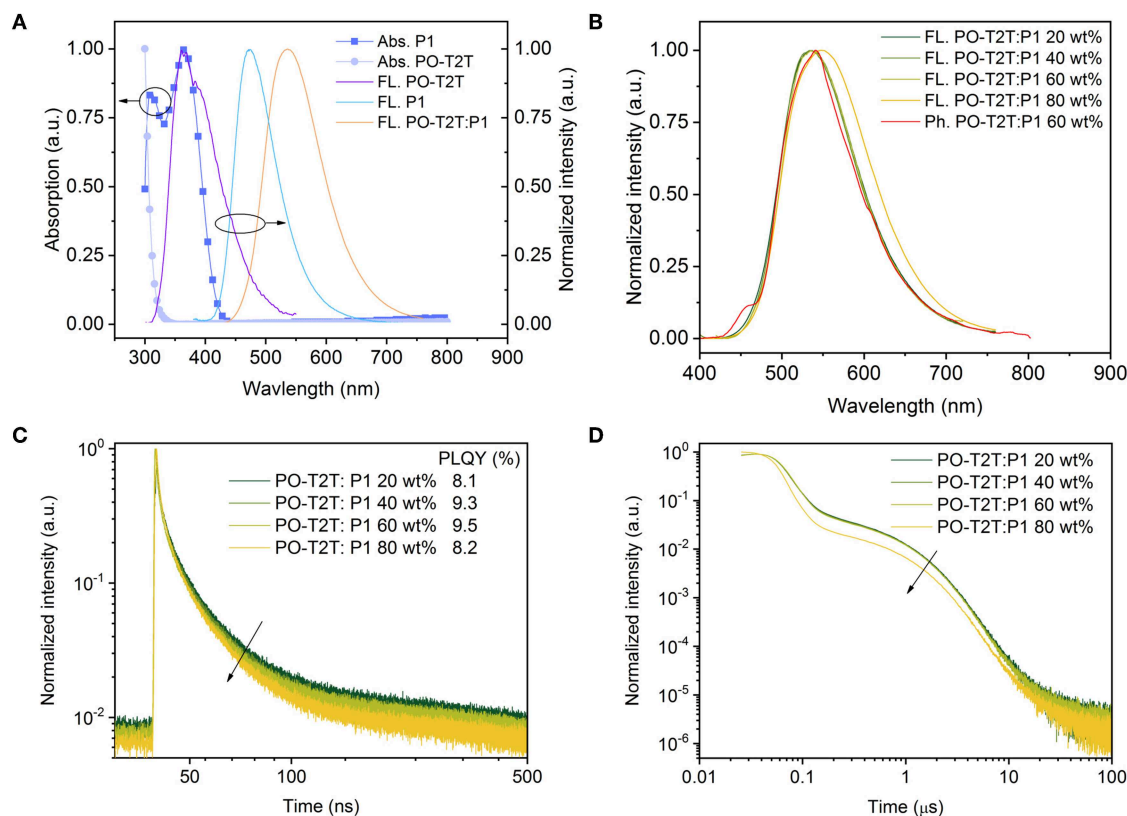 A
Abs. P1
Abs. PO-T2T
FL. PO-T2T
FL. P1
FL. PO-T2T:P1
1.00
0.75
0.50
0.25
0.00
Absorption (a.u.)
1.00
0.75
0.50
0.25
0.00
Normalized intensity (a.u.)
300 400 500 600 700 800 900
Wavlength (nm)
B
FL. PO-T2T:P1 20 wt%
FL. PO-T2T:P1 40 wt%
FL. PO-T2T:P1 60 wt%
FL. PO-T2T:P1 80 wt%
Ph. PO-T2T:P1 60 wt%
1.00
0.75
0.50
0.25
0.00
Normalized intensity (a.u.)
400 500 600 700 800 900
Wavelength (nm)
C
PLQY (%)
PO-T2T: P1 20 wt% 8.1
PO-T2T: P1 40 wt% 9.3
PO-T2T: P1 60 wt% 9.5
PO-T2T: P1 80 wt% 8.2
10⁰
10⁻¹
10⁻²
Normalized intensity (a.u.)
50 100 500
Time (ns)
D
PO-T2T:P1 20 wt%
PO-T2T:P1 40 wt%
PO-T2T:P1 60 wt%
PO-T2T:P1 80 wt%
10⁰
10⁻¹
10⁻²
10⁻³
10⁻⁴
10⁻⁵
10⁻⁶
Normalized intensity (a.u.)
0.01 0.1 1 10 100
Time (μs)